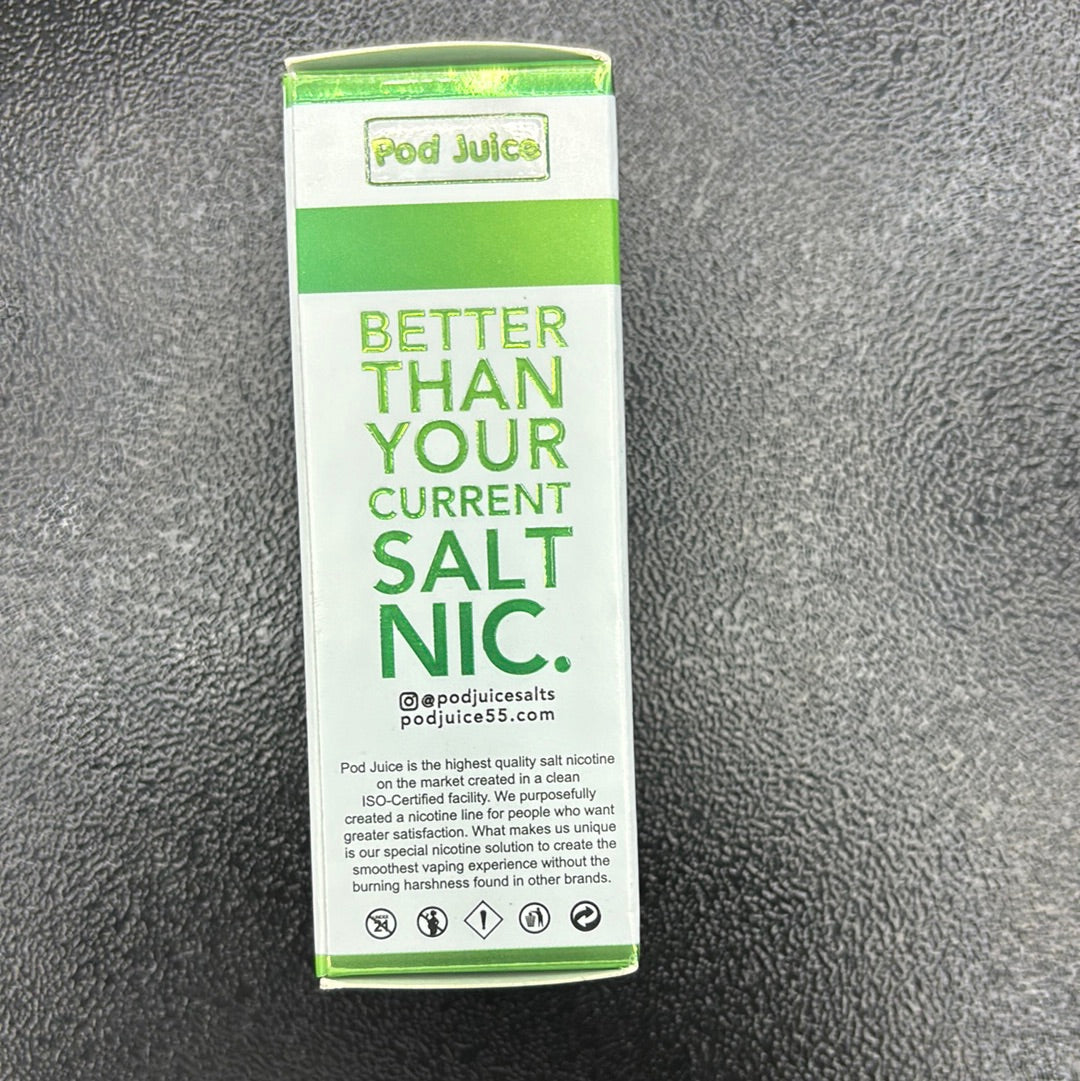 Pod Juice
BETTER
THAN
YOUR
CURRENT
SALT
NIC.
@podjuicesalts
podjuice55.com
Pod Juice is the highest quality salt nicotine
on the market created in a clean
ISO-Certified facility. We purposefully
created a nicotine line for people who want
greater satisfaction. What makes us unique
is our special nicotine solution to create the
smoothest vaping experience without the
burning harshness found in other brands.
UNDER
21